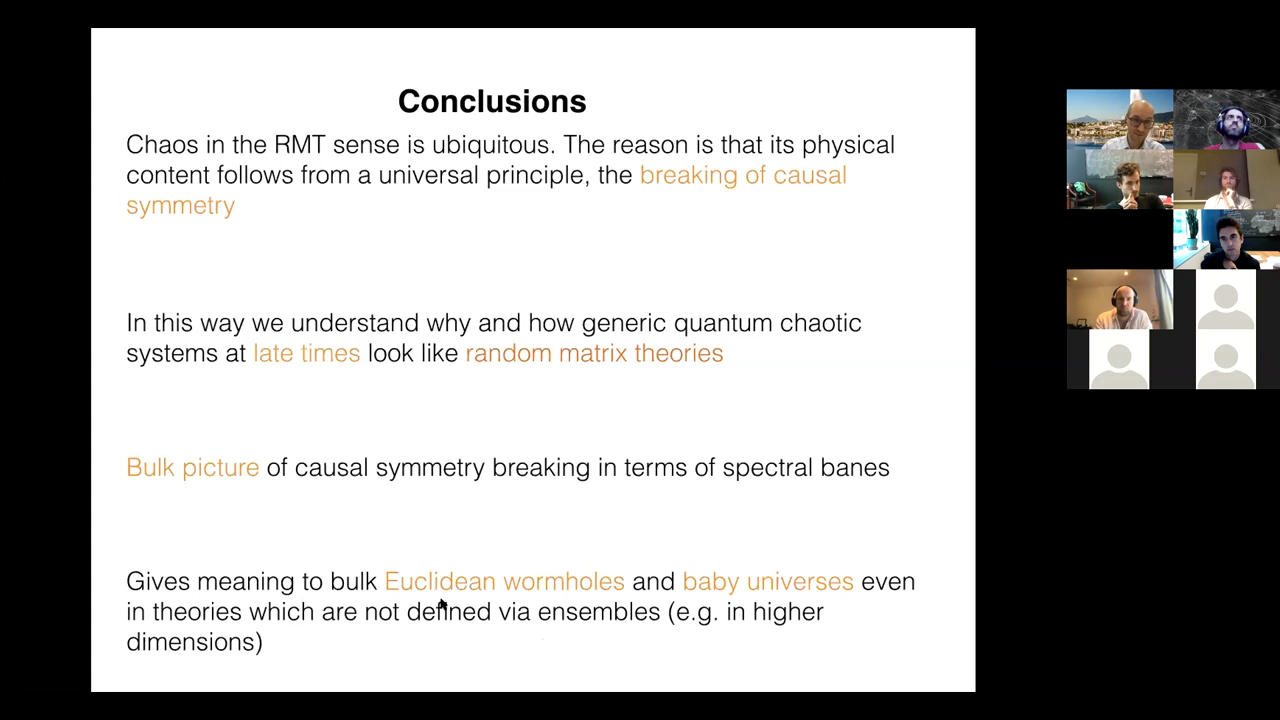 Conclusions
Chaos in the RMT sense is ubiquitous. The reason is that its physical
content follows from a universal principle, the breaking of causal
symmetry
In this way we understand why and how generic quantum chaotic
systems at late times look like random matrix theories
Bulk picture of causal symmetry breaking in terms of spectral banes
Gives meaning to bulk Euclidean wormholes and baby universes even
in theories which are not defined via ensembles (e.g. in higher
dimensions)